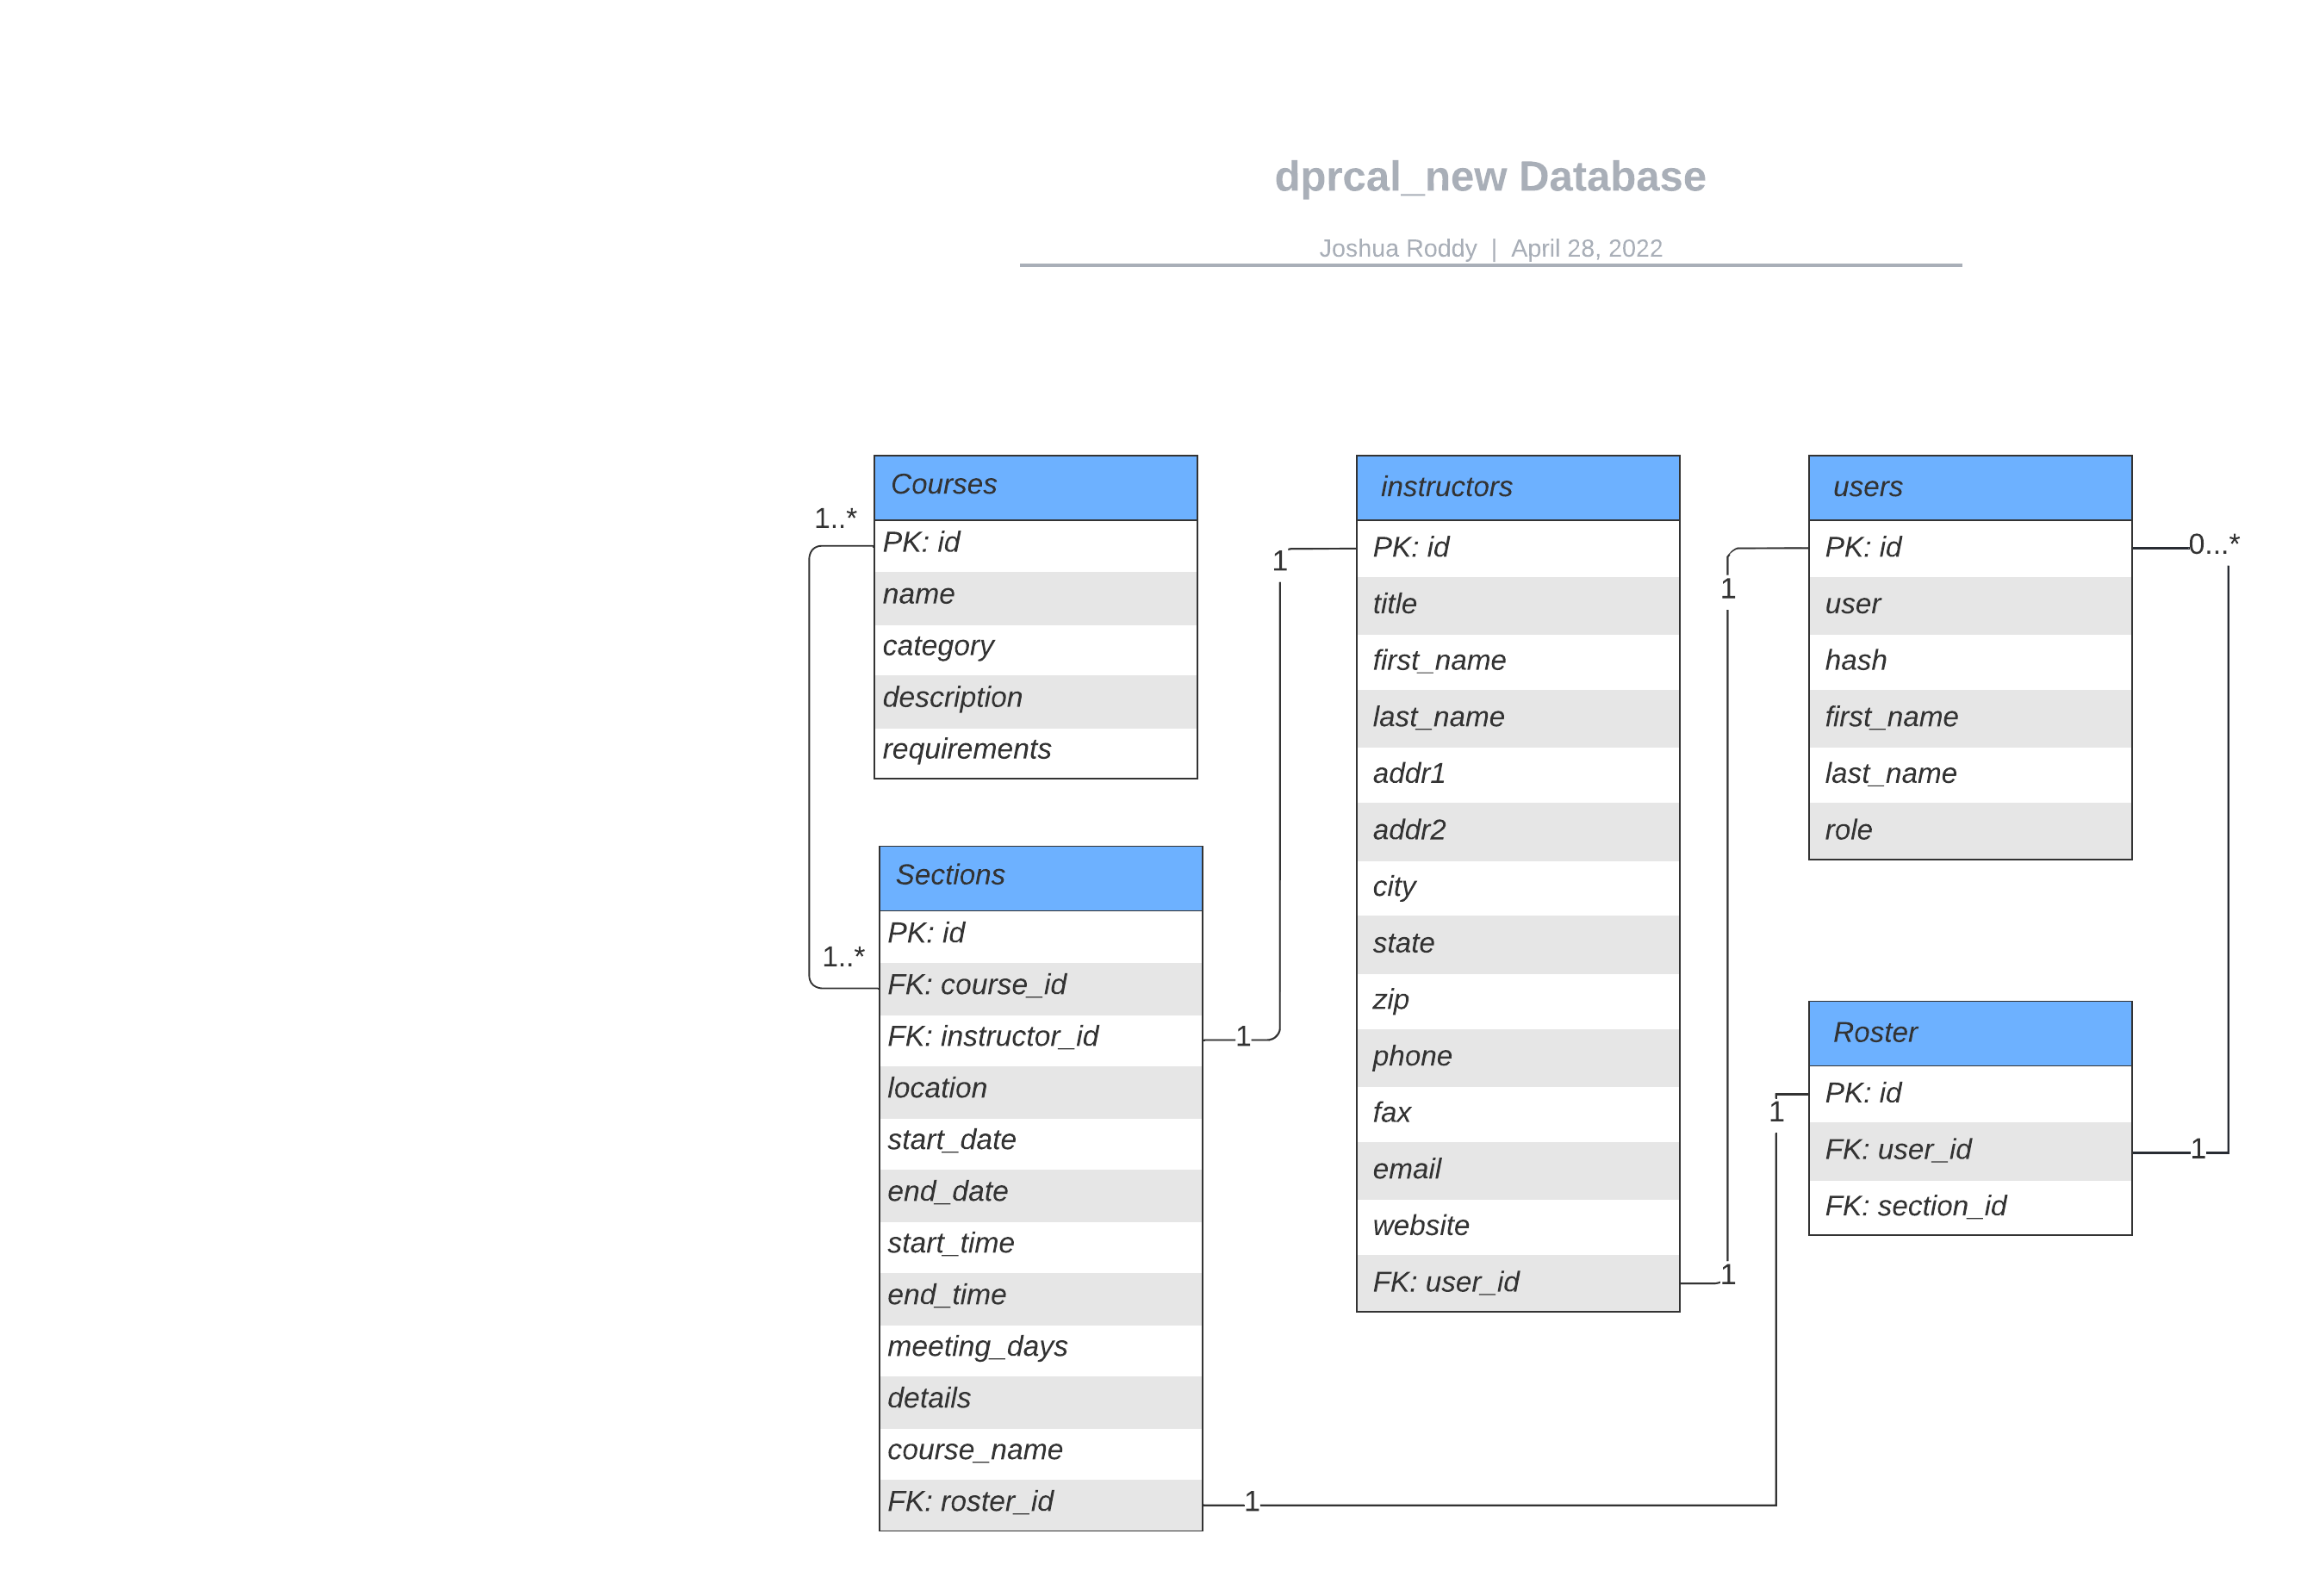 dprcal_new Database
Joshua Roddy | April 28, 2022
Courses
PK: id
name
category
description
requirements
1..*
1..*
Sections
PK: id
FK: course_id
FK: instructor_id
location
start_date
end_date
start_time
end_time
meeting_days
details
course_name
FK: roster_id
1
1
1
instructors
PK: id
title
first_name
last_name
addr1
addr2
city
state
zip
phone
fax
email
website
FK: user_id
1
1
users
PK: id
user
hash
first_name
last_name
role
0...*
Roster
PK: id
FK: user_id
FK: section_id
1
1